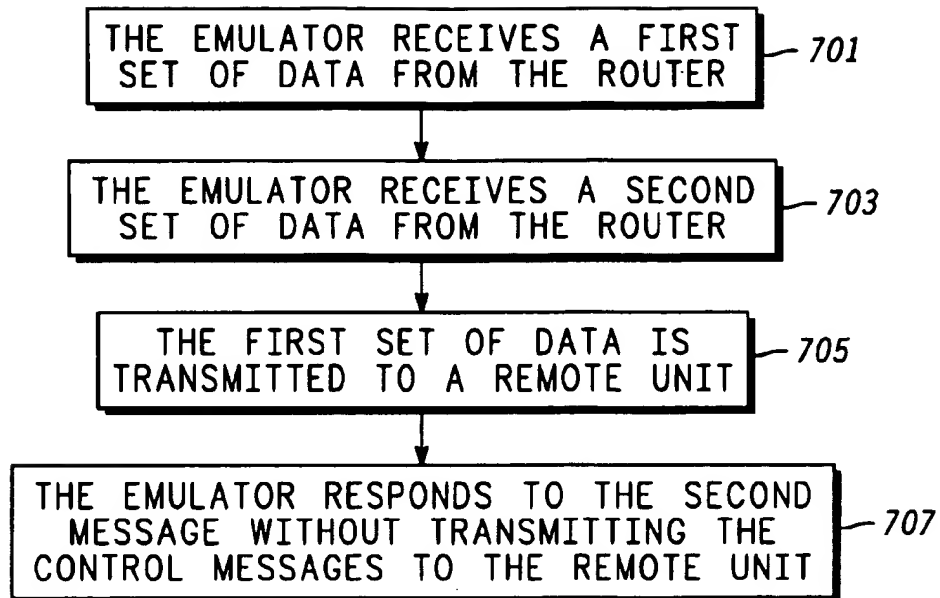 THE EMULATOR RECEIVES A FIRST
SET OF DATA FROM THE ROUTER
701
THE EMULATOR RECEIVES A SECOND
SET OF DATA FROM THE ROUTER
703
THE FIRST SET OF DATA IS
TRANSMITTED TO A REMOTE UNIT
705
THE EMULATOR RESPONDS TO THE SECOND
MESSAGE WITHOUT TRANSMITTING THE
CONTROL MESSAGES TO THE REMOTE UNIT
707